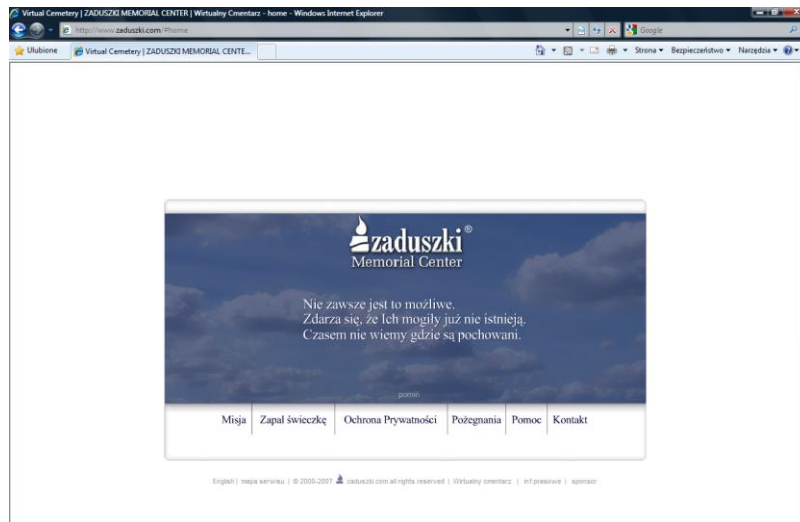 Virtual Cemetery | ZADUSZKI MEMORIAL CENTER | Wirtualny Cmentarz - home - Windows Internet Explorer
http://www.zaduszki.com/#home
Google
Ulubione
Virtual Cemetery | ZADUSZKI MEMORIAL CENTE...
Strona
Bezpieczeństwo
Narzędzia
zaduszki®
Memorial Center
Nie zawsze jest to możliwe.
Zdarza się, że Ich mogiły już nie istnieją.
Czasem nie wiemy gdzie są pochowani.
pomiń
Misja
Zapal świeczkę
Ochrona Prywatności
Pożegnania
Pomoc
Kontakt
English | mapa serwisu | © 2000-2007 zaduszki.com all rights reserved | Wirtualny cmentarz | inf.prasowe | sponsor